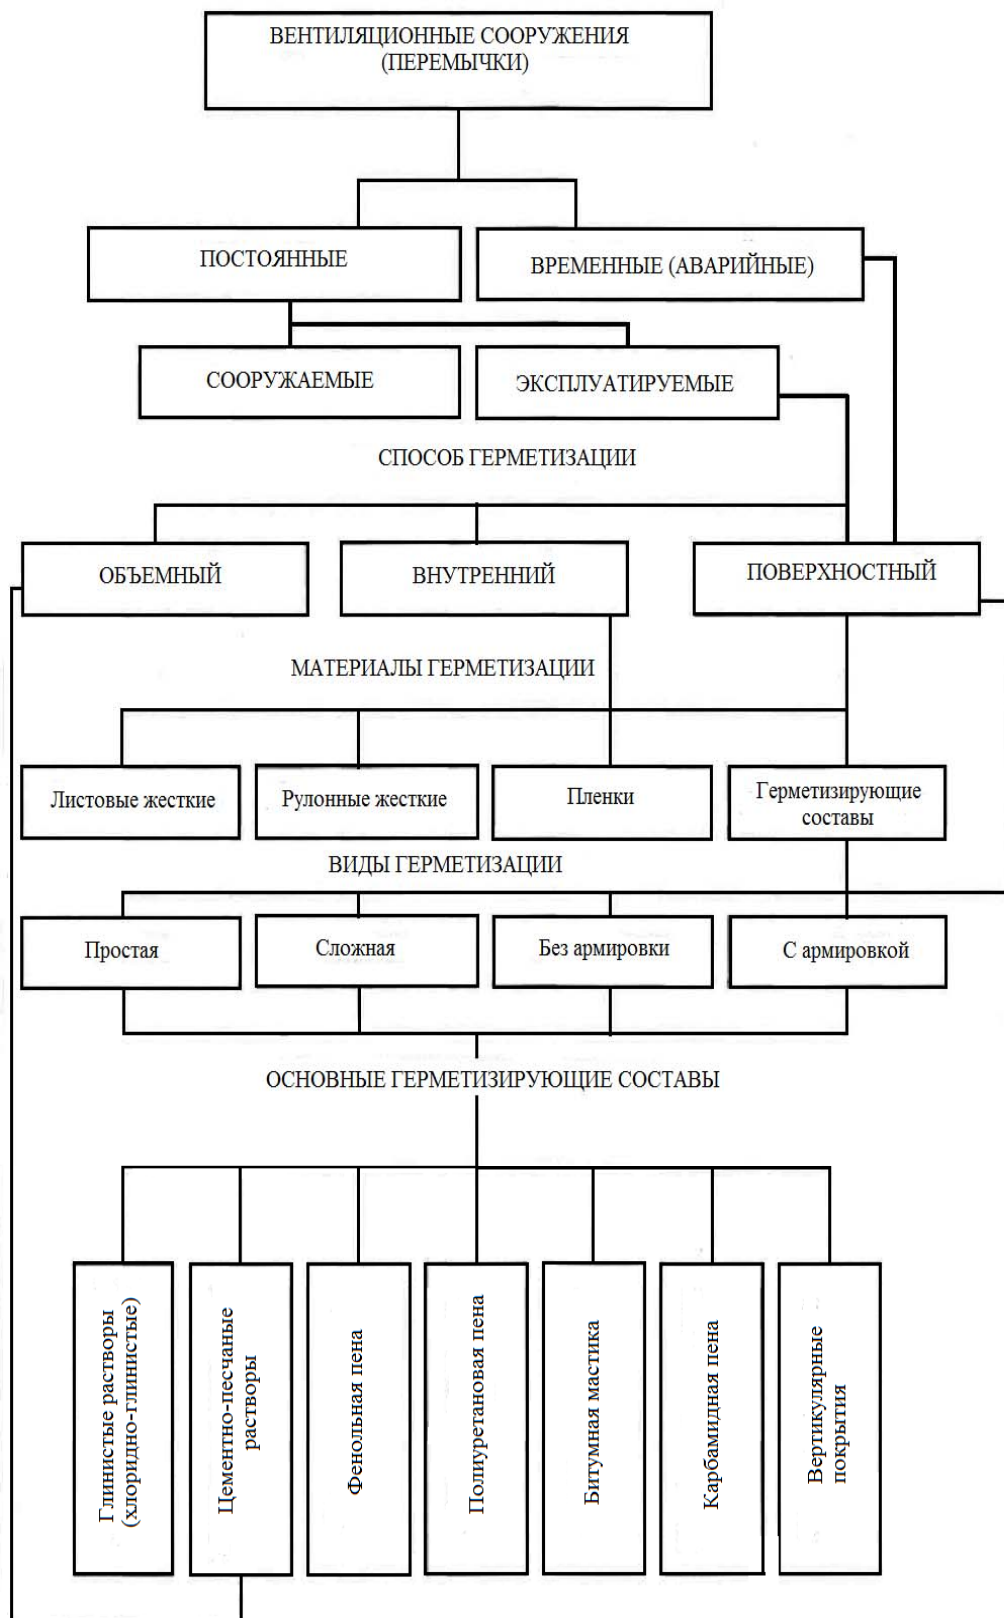 ВЕНТИЛЯЦИОННЫЕ СООРУЖЕНИЯ
(ПЕРЕМЫЧКИ)
ПОСТОЯННЫЕ
ВРЕМЕННЫЕ (АВАРИЙНЫЕ)
СООРУЖАЕМЫЕ
ЭКСПЛУАТИРУЕМЫЕ
СПОСОБ ГЕРМЕТИЗАЦИИ
ОБЪЕМНЫЙ
ВНУТРЕННИЙ
ПОВЕРХНОСТНЫЙ
МАТЕРИАЛЫ ГЕРМЕТИЗАЦИИ
Листовые жесткие
Рулонные жесткие
Пленки
Герметизирующие
составы
ВИДЫ ГЕРМЕТИЗАЦИИ
Простая
Сложная
Без армировки
С армировкой
ОСНОВНЫЕ ГЕРМЕТИЗИРУЮЩИЕ СОСТАВЫ
Глинистые растворы
(хлоридно-глинистые)
Цементно-песчаные
растворы
Фенольная пена
Полиуретановая пена
Битумная мастика
Карбамидная пена
Вертикулярные
покрытия